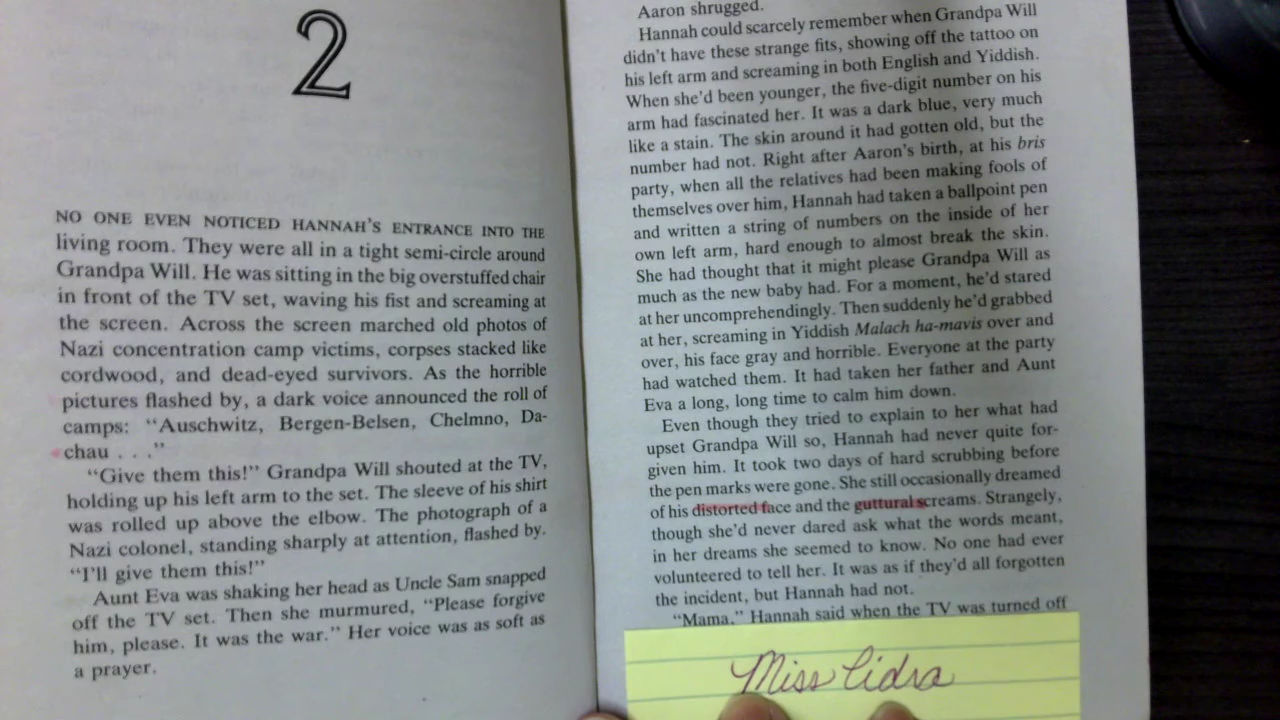 2
NO ONE EVEN NOTICED HANNAH'S ENTRANCE INTO THE
living room. They were all in a tight semi-circle around
Grandpa Will. He was sitting in the big overstuffed chair
in front of the TV set, waving his fist and screaming at
the screen. Across the screen marched old photos of
Nazi concentration camp victims, corpses stacked like
cordwood, and dead-eyed survivors. As the horrible
pictures flashed by, a dark voice announced the roll of
camps: “Auschwitz, Bergen-Belsen, Chelmno, Da-
chau . . .”
“Give them this!” Grandpa Will shouted at the TV,
holding up his left arm to the set. The sleeve of his shirt
was rolled up above the elbow. The photograph of a
Nazi colonel, standing sharply at attention, flashed by.
“I'll give them this!”
Aunt Eva was shaking her head as Uncle Sam snapped
off the TV set. Then she murmured, “Please forgive
him, please. It was the war.” Her voice was as soft as
a prayer.
Aaron shrugged.
Hannah could scarcely remember when Grandpa Will
didn't have these strange fits, showing off the tattoo on
his left arm and screaming in both English and Yiddish.
When she'd been younger, the five-digit number on his
arm had fascinated her. It was a dark blue, very much
like a stain. The skin around it had gotten old, but the
number had not. Right after Aaron's birth, at his bris
party, when all the relatives had been making fools of
themselves over him, Hannah had taken a ballpoint pen
and written a string of numbers on the inside of her
own left arm, hard enough to almost break the skin.
She had thought that it might please Grandpa Will as
much as the new baby had. For a moment, he'd stared
at her uncomprehendingly. Then suddenly he'd grabbed
at her, screaming in Yiddish Malach ha-mavis over and
over, his face gray and horrible. Everyone at the party
had watched them. It had taken her father and Aunt
Eva a long, long time to calm him down.
Even though they tried to explain to her what had
upset Grandpa Will so, Hannah had never quite for-
given him. It took two days of hard scrubbing before
the pen marks were gone. She still occasionally dreamed
of his distorted face and the guttural screams. Strangely,
though she'd never dared ask what the words meant,
in her dreams she seemed to know. No one had ever
volunteered to tell her. It was as if they'd all forgotten
the incident, but Hannah had not.
“Mama,” Hannah said when the TV was turned off
Miss Cidra